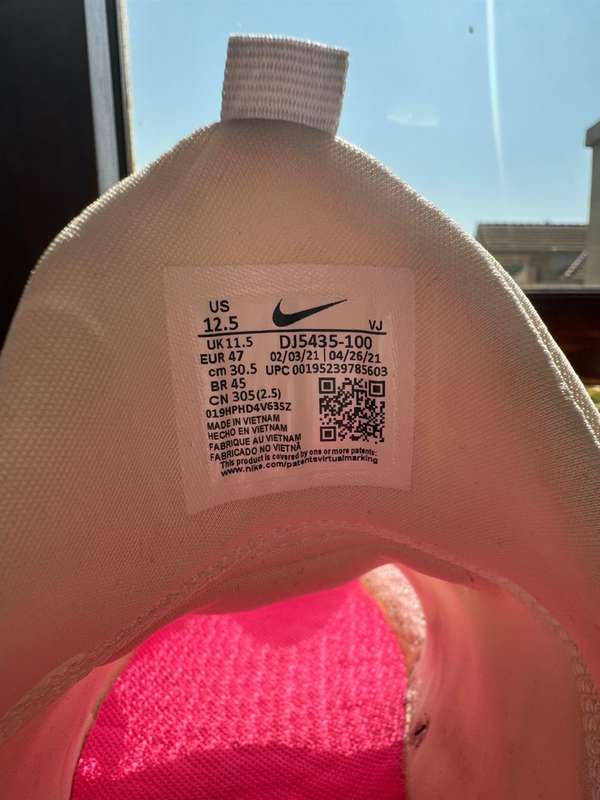 US
12.5
VJ
UK 11.5
DJ5435-100
EUR 47
02/03/21 | 04/26/21
cm 30.5
UPC 00195239785603
BR 45
CN 305(2.5)
019HPHD4V63SZ
MADE IN VIETNAM
HECHO EN VIETNAM
FABRIQUE AU VIETNAM
FABRICADO NO VIETNÃ
This product is covered by one or more patents:
www.nike.com/patentsvirtualmarking